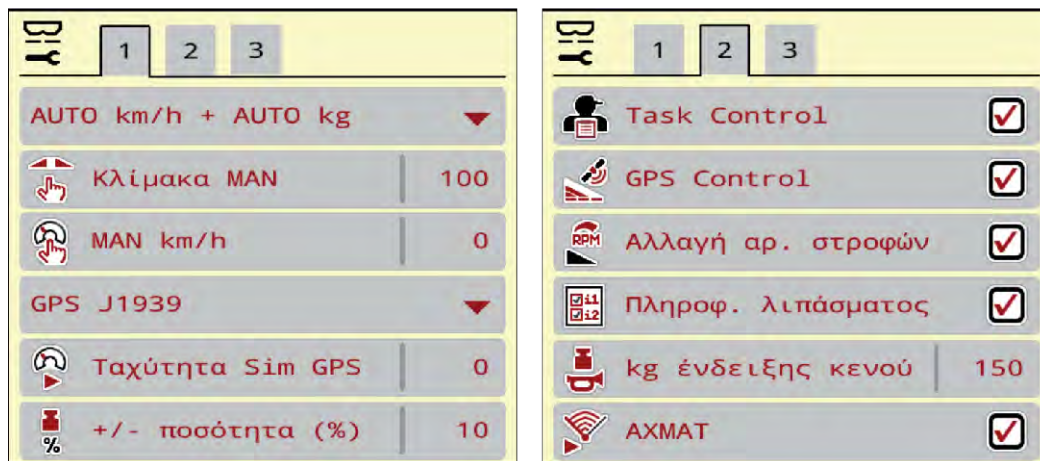 1 2 3
AUTO km/h + AUTO kg
Κλίμακα MAN 100
MAN km/h 0
GPS J1939
Ταχύτητα Sim GPS 0
% +/- ποσότητα (%) 10
1 2 3
Task Control
GPS Control
RPM Αλλαγή αρ. στροφών
i1 i2 Πληροφ. λιπάσματος
kg ένδειξης κενού 150
AXMAT